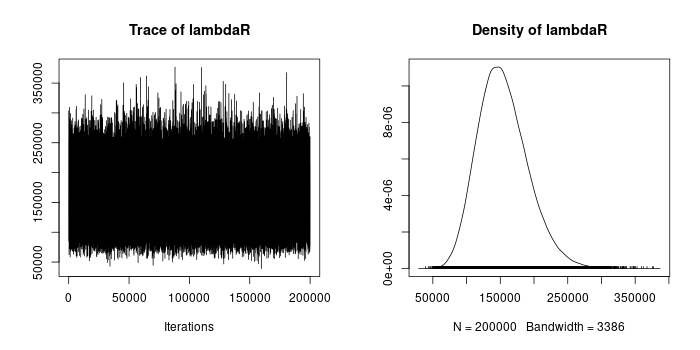 Trace of lambdaR
350000
250000
150000
50000
0
50000
100000
150000
200000
Iterations
Density of lambdaR
8e-06
4e-06
0e+00
50000
150000
250000
350000
N = 200000 Bandwidth = 3386